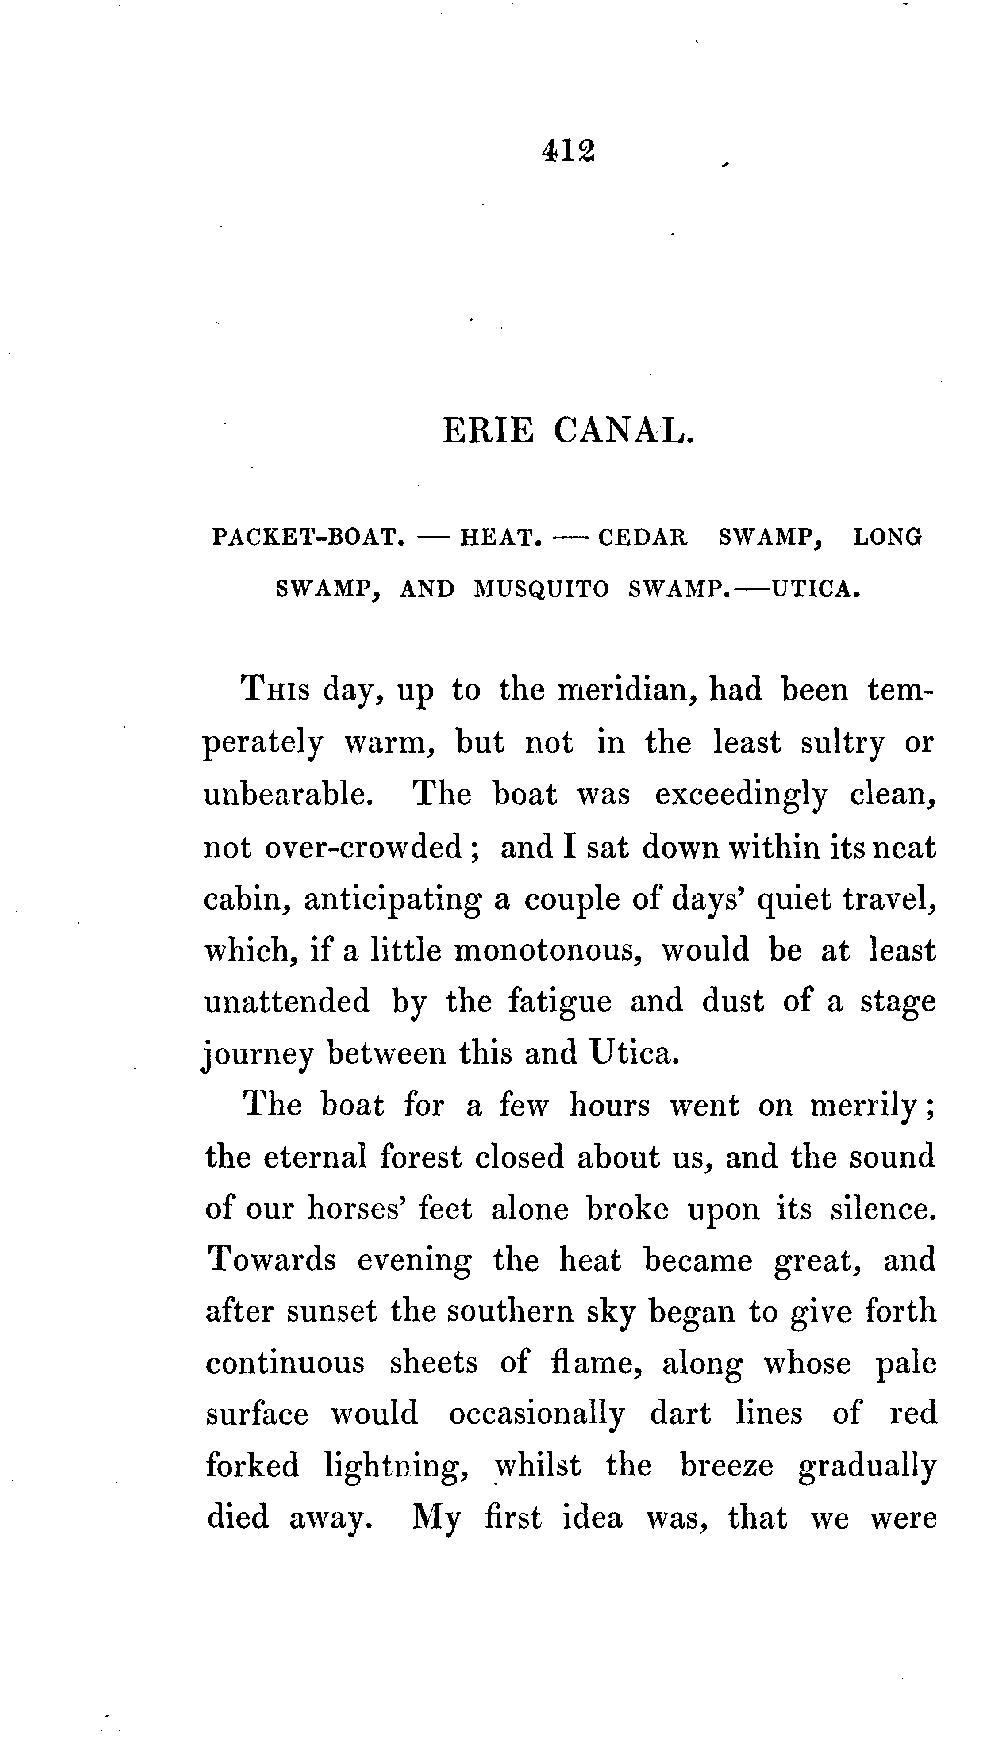 412
ERIE CANAL.
PACKET-BOAT. — HEAT. — CEDAR SWAMP, LONG
SWAMP, AND MUSQUITO SWAMP.—UTICA.
THIS day, up to the meridian, had been tem-
perately warm, but not in the least sultry or
unbearable. The boat was exceedingly clean,
not over-crowded; and I sat down within its neat
cabin, anticipating a couple of days' quiet travel,
which, if a little monotonous, would be at least
unattended by the fatigue and dust of a stage
journey between this and Utica.
The boat for a few hours went on merrily;
the eternal forest closed about us, and the sound
of our horses' feet alone broke upon its silence.
Towards evening the heat became great, and
after sunset the southern sky began to give forth
continuous sheets of flame, along whose pale
surface would occasionally dart lines of red
forked lightning, whilst the breeze gradually
died away. My first idea was, that we were